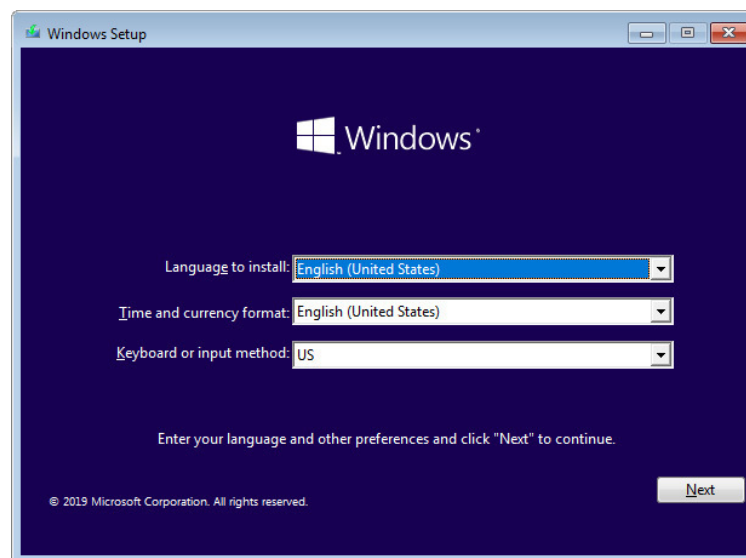 Windows Setup
Windows
Language to install: English (United States)
Time and currency format: English (United States)
Keyboard or input method: US
Enter your language and other preferences and click "Next" to continue.
Next
© 2019 Microsoft Corporation. All rights reserved.